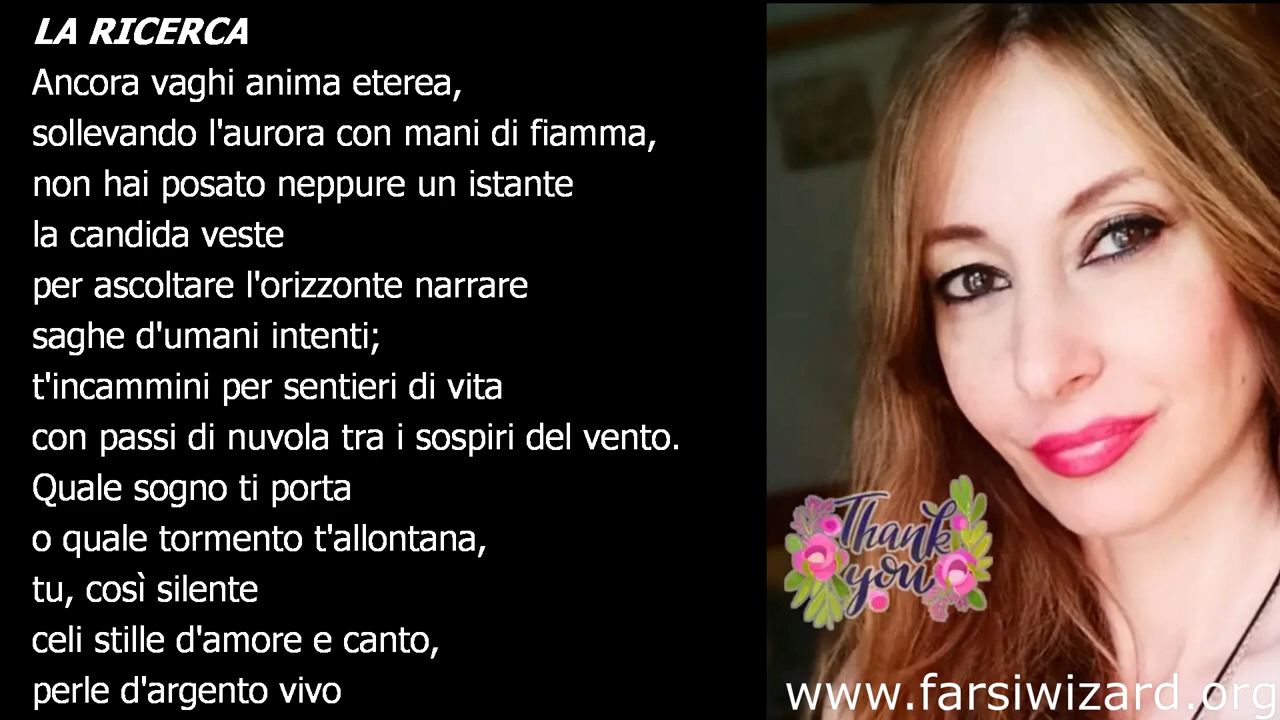 LA RICERCA
Ancora vaghi anima eterea,
sollevando l'aurora con mani di fiamma,
non hai posato neppure un istante
la candida veste
per ascoltare l'orizzonte narrare
saghe d'umani intenti;
t'incammini per sentieri di vita
con passi di nuvola tra i sospiri del vento.
Quale sogno ti porta
o quale tormento t'allontana,
tu, così silente
celi stille d'amore e canto,
perle d'argento vivo
Thank
you
www.farsiwizard.org